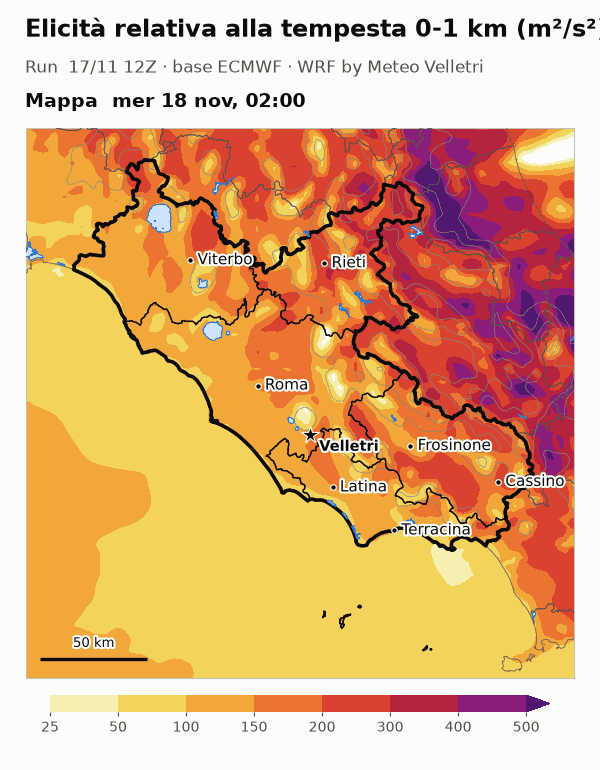 Elicità relativa alla tempesta 0-1 km (m²/s²)
Run 17/11 12Z · base ECMWF · WRF by Meteo Velletri
Mappa mer 18 nov, 02:00
Viterbo
Rieti
Roma
Velletri
Frosinone
Latina
Cassino
Terracina
50 km
25 50 100 150 200 300 400 500